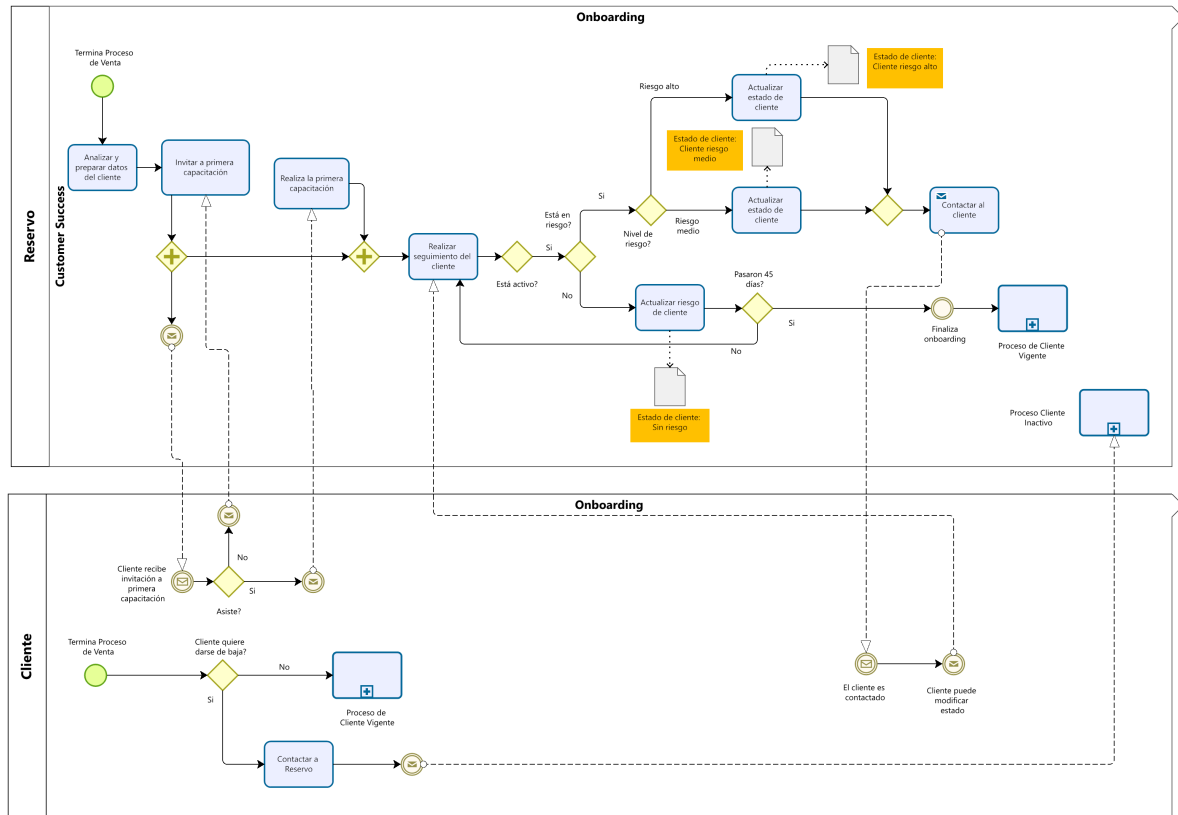 Onboarding
Reservo
Customer Success
Termina Proceso
de Venta
Analizar y
preparar datos
del cliente
Invitar a primera
capacitación
Realiza la primera
capacitación
Realizar
seguimiento del
cliente
Está activo?
Si
Está en
riesgo?
Si
No
Nivel de
riesgo?
Riesgo alto
Riesgo
medio
Actualizar
estado de
cliente
Estado de cliente:
Cliente riesgo alto
Estado de cliente:
Cliente riesgo
medio
Actualizar
estado de
cliente
Contactar al
cliente
Actualizar riesgo
de cliente
Pasaron 45
días?
Si
No
Finaliza
onboarding
Proceso de Cliente
Vigente
Estado de cliente:
Sin riesgo
Proceso Cliente
Inactivo
Onboarding
Cliente
Cliente recibe
invitación a
primera
capacitación
No
Si
Asiste?
Termina Proceso
de Venta
Cliente quiere
darse de baja?
No
Si
Proceso de
Cliente Vigente
Contactar a
Reservo
El cliente es
contactado
Cliente puede
modificar
estado